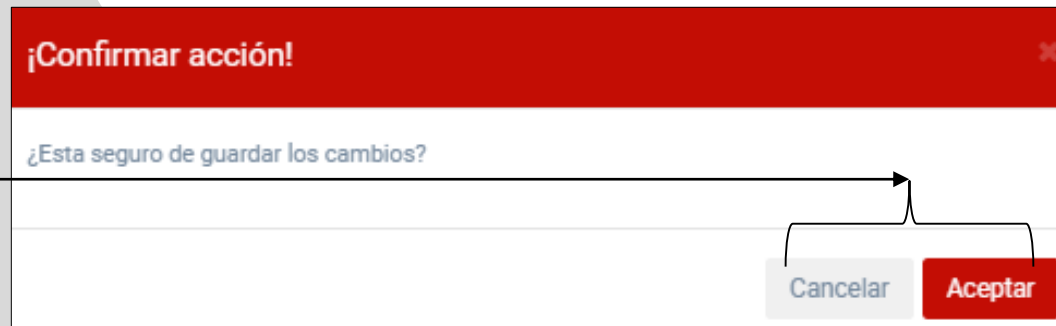 ¡Confirmar acción!
¿Esta seguro de guardar los cambios?
Cancelar
Aceptar